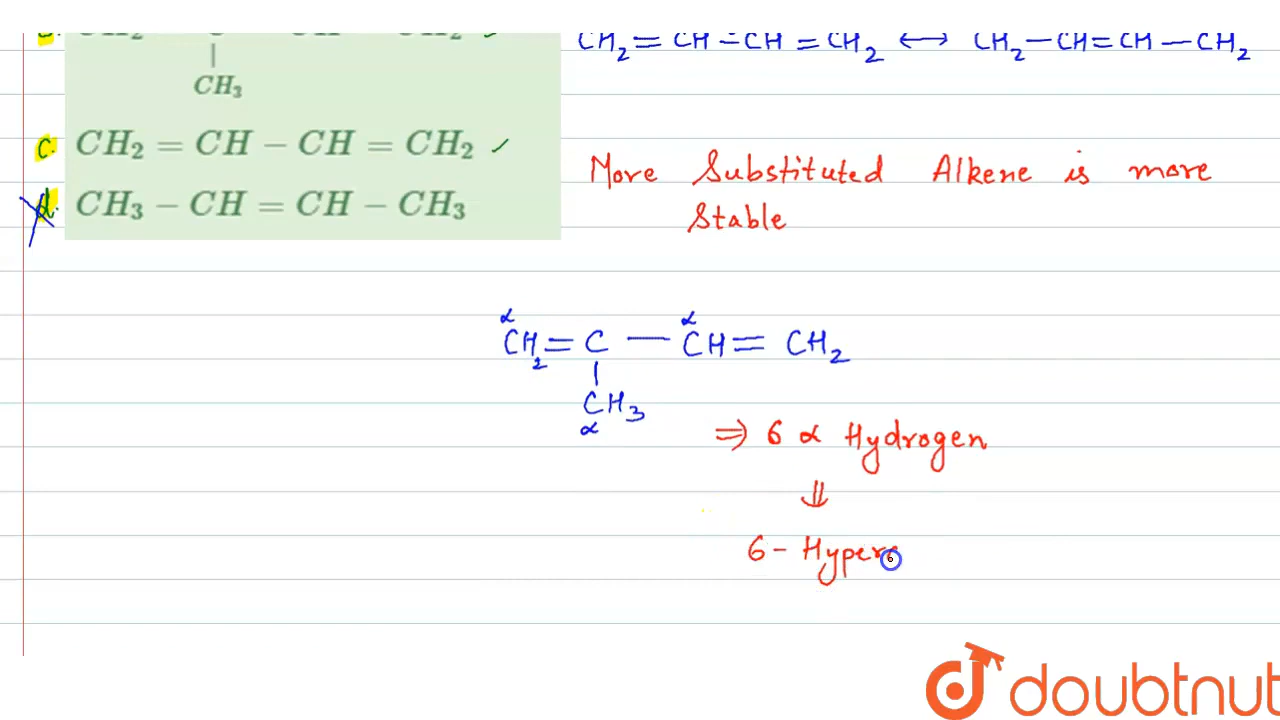 CH₂ = CH – CH = CH₂ ⟷ CH₂ – CH = CH – CH₂
|
CH₃
c. CH₂ = CH − CH = CH₂ ✓
d. CH₃ − CH = CH − CH₃
More Substituted Alkene is more
Stable
α α
CH₂ = C — CH = CH₂
|
CH₃
α
⇒ 6 α Hydrogen
⇓
6 - Hyper
doubtnut